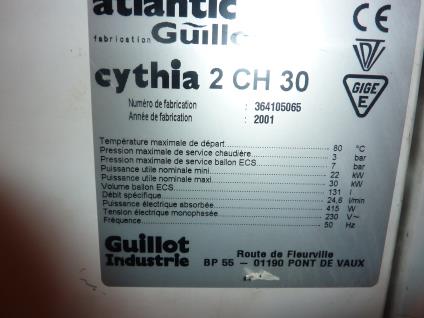 atlantic
fabrication Guillo
CE
cythia 2 CH 30
GIGE
E
Numéro de fabrication : 364105065
Année de fabrication : 2001
Température maximale de départ 80 °C
Pression maximale de service chaudière 3 bar
Pression maximale de service ballon ECS 7 bar
Puissance utile nominale mini. 22 kW
Puissance utile nominale maxi. 30 kW
Volume ballon ECS 131 l
Débit spécifique 24,6 l/min
Puissance électrique absorbée 415 W
Tension électrique monophasée 230 V~
Fréquence 50 Hz
Guillot
Industrie
Route de Fleurville
BP 55 — 01190 PONT DE VAUX